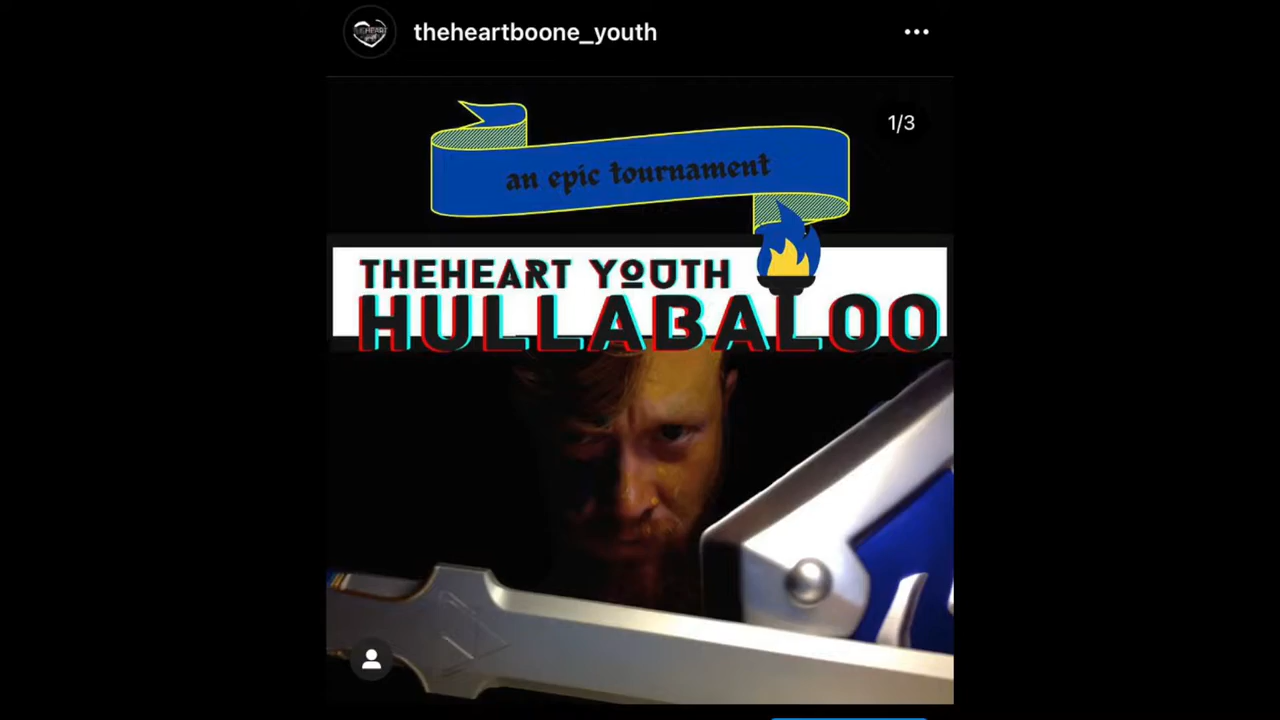 theheartboone_youth
1/3
an epic tournament
THEHEART YOUTH
HULLABALOO